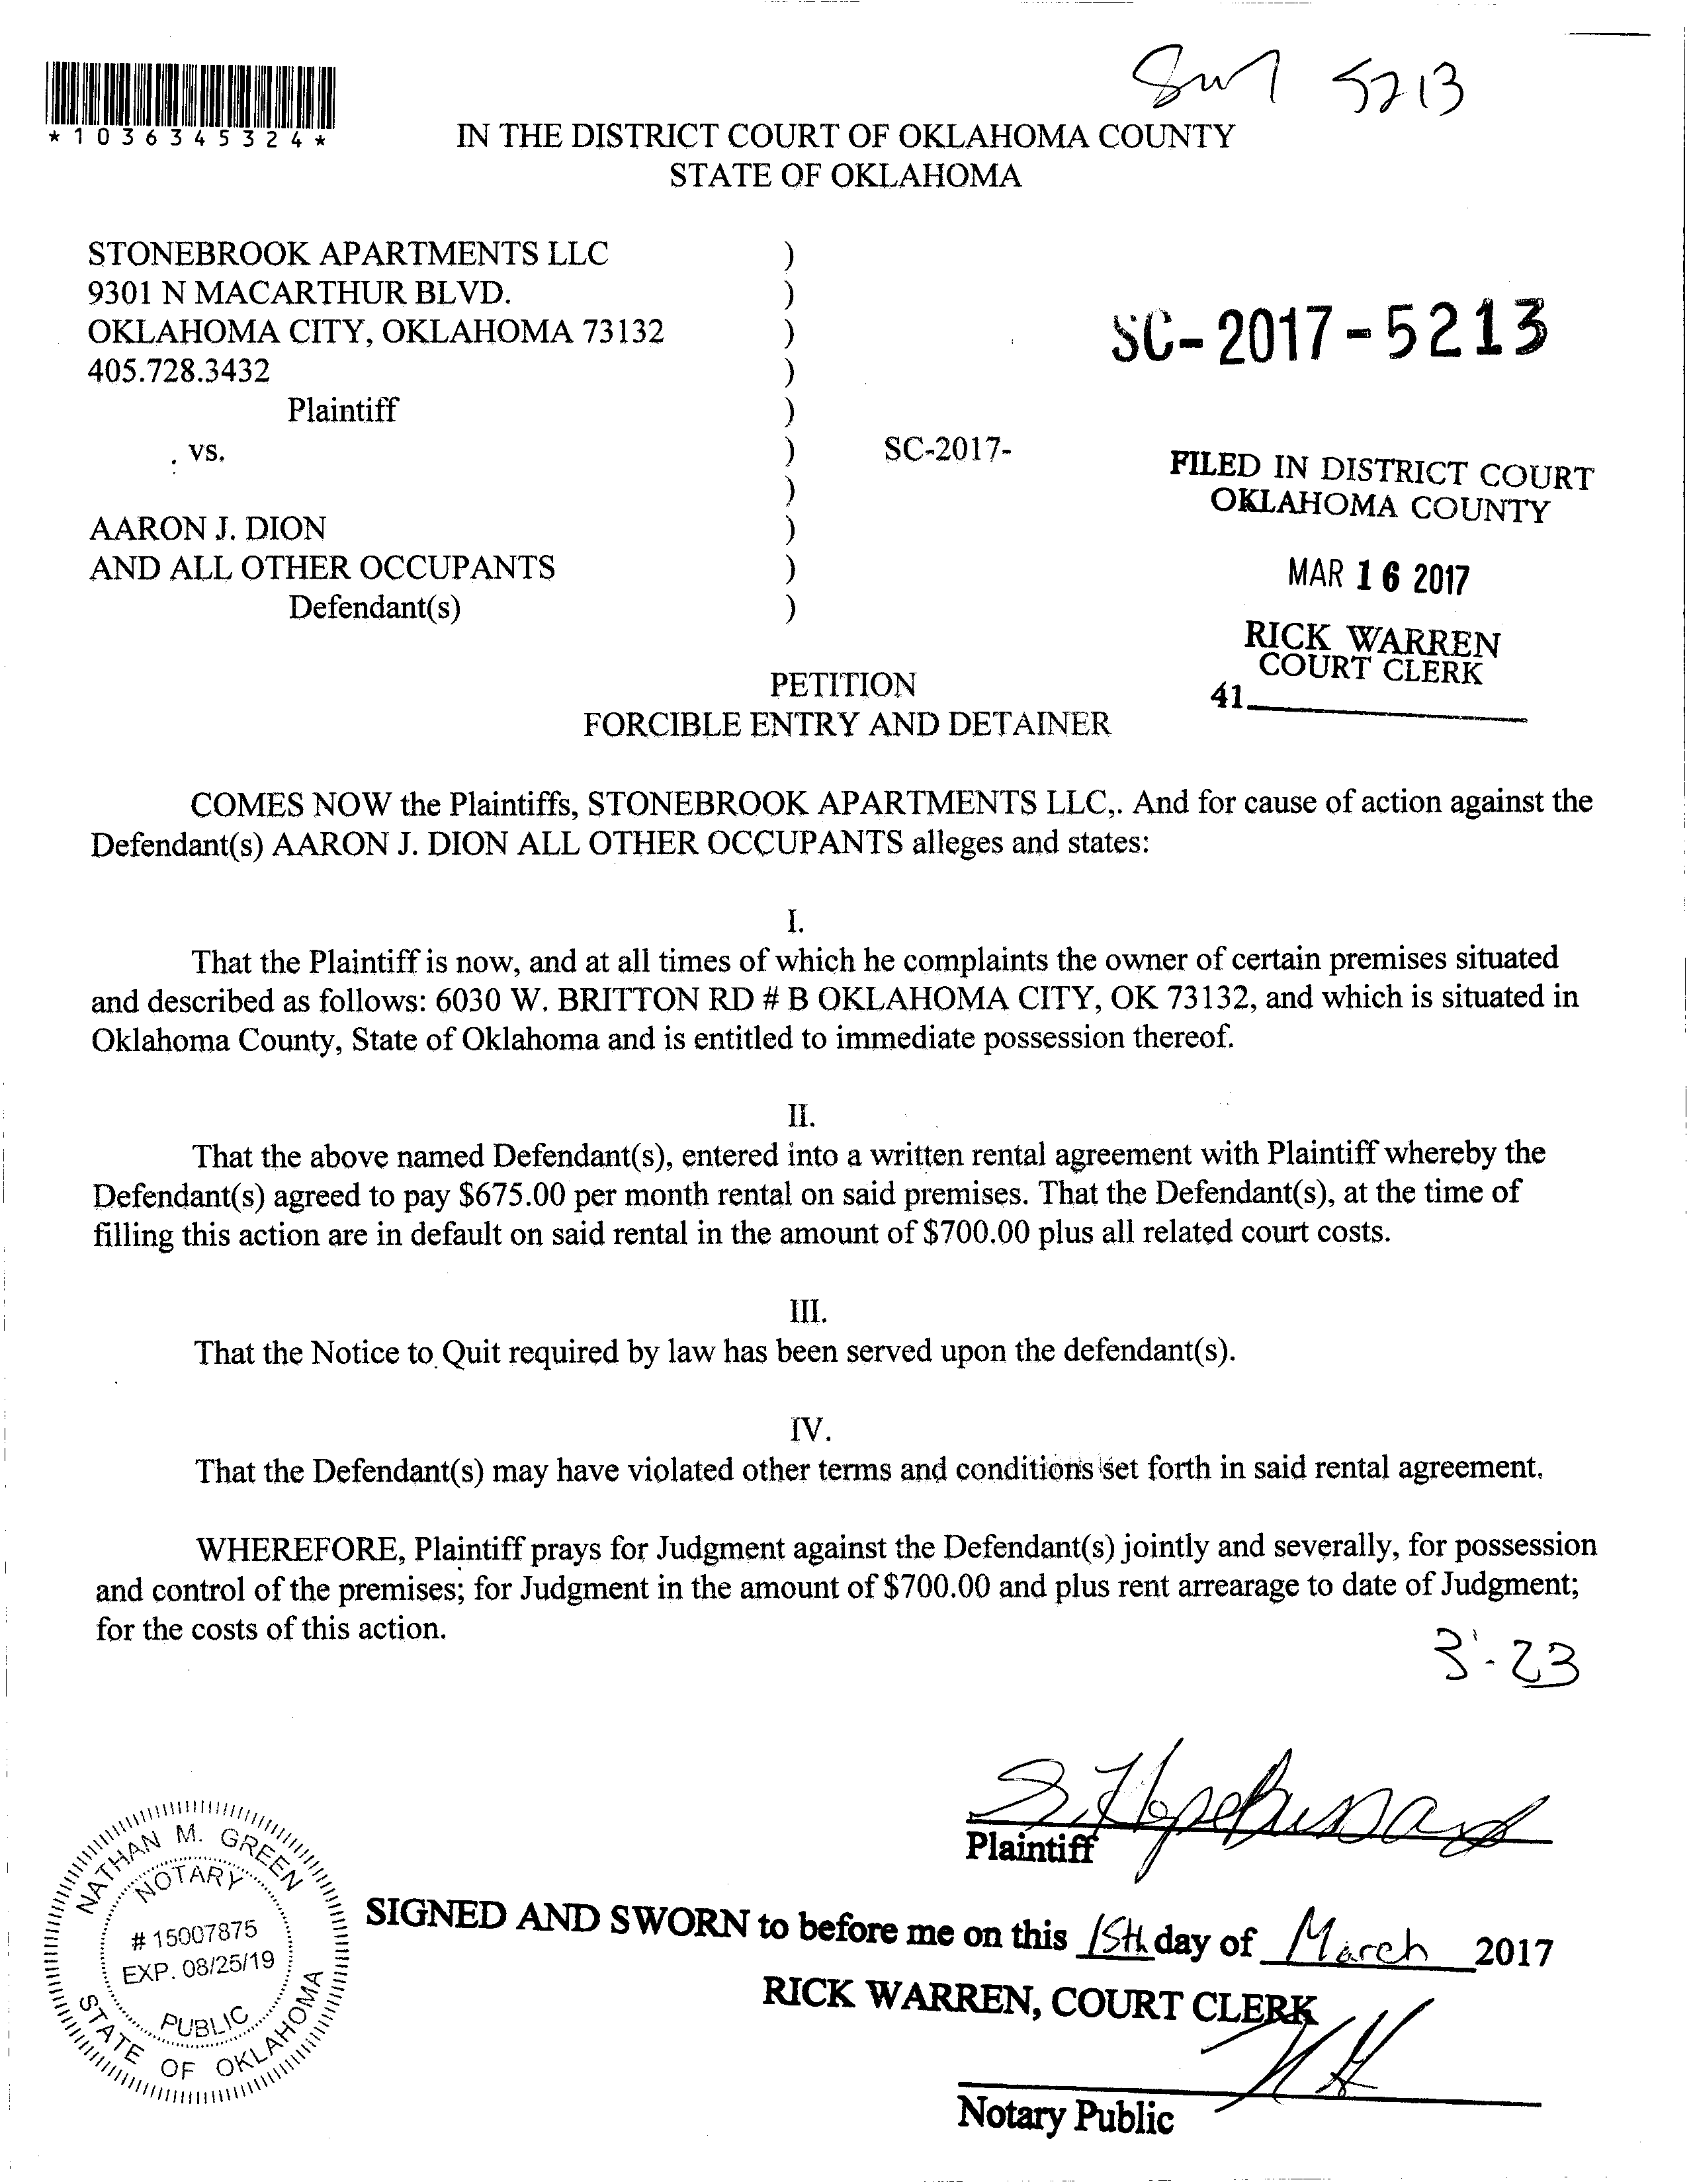 5213
*1036345324*
IN THE DISTRICT COURT OF OKLAHOMA COUNTY
STATE OF OKLAHOMA
STONEBROOK APARTMENTS LLC )
9301 N MACARTHUR BLVD. )
OKLAHOMA CITY, OKLAHOMA 73132 )
405.728.3432 )
Plaintiff )
vs. ) SC-2017-
)
AARON J. DION )
AND ALL OTHER OCCUPANTS )
Defendant(s) )
SC-2017-5213
FILED IN DISTRICT COURT
OKLAHOMA COUNTY
MAR 16 2017
RICK WARREN
COURT CLERK
41
PETITION
FORCIBLE ENTRY AND DETAINER
COMES NOW the Plaintiffs, STONEBROOK APARTMENTS LLC,. And for cause of action against the
Defendant(s) AARON J. DION ALL OTHER OCCUPANTS alleges and states:
I.
That the Plaintiff is now, and at all times of which he complaints the owner of certain premises situated
and described as follows: 6030 W. BRITTON RD # B OKLAHOMA CITY, OK 73132, and which is situated in
Oklahoma County, State of Oklahoma and is entitled to immediate possession thereof.
II.
That the above named Defendant(s), entered into a written rental agreement with Plaintiff whereby the
Defendant(s) agreed to pay $675.00 per month rental on said premises. That the Defendant(s), at the time of
filling this action are in default on said rental in the amount of $700.00 plus all related court costs.
III.
That the Notice to Quit required by law has been served upon the defendant(s).
IV.
That the Defendant(s) may have violated other terms and conditions set forth in said rental agreement.
WHEREFORE, Plaintiff prays for Judgment against the Defendant(s) jointly and severally, for possession
and control of the premises; for Judgment in the amount of $700.00 and plus rent arrearage to date of Judgment;
for the costs of this action.
3-23
Plaintiff
SIGNED AND SWORN to before me on this 15th day of March 2017
RICK WARREN, COURT CLERK
Notary Public
NATHAN M. GREEN
NOTARY
# 15007875
EXP. 08/25/19
PUBLIC
STATE OF OKLAHOMA